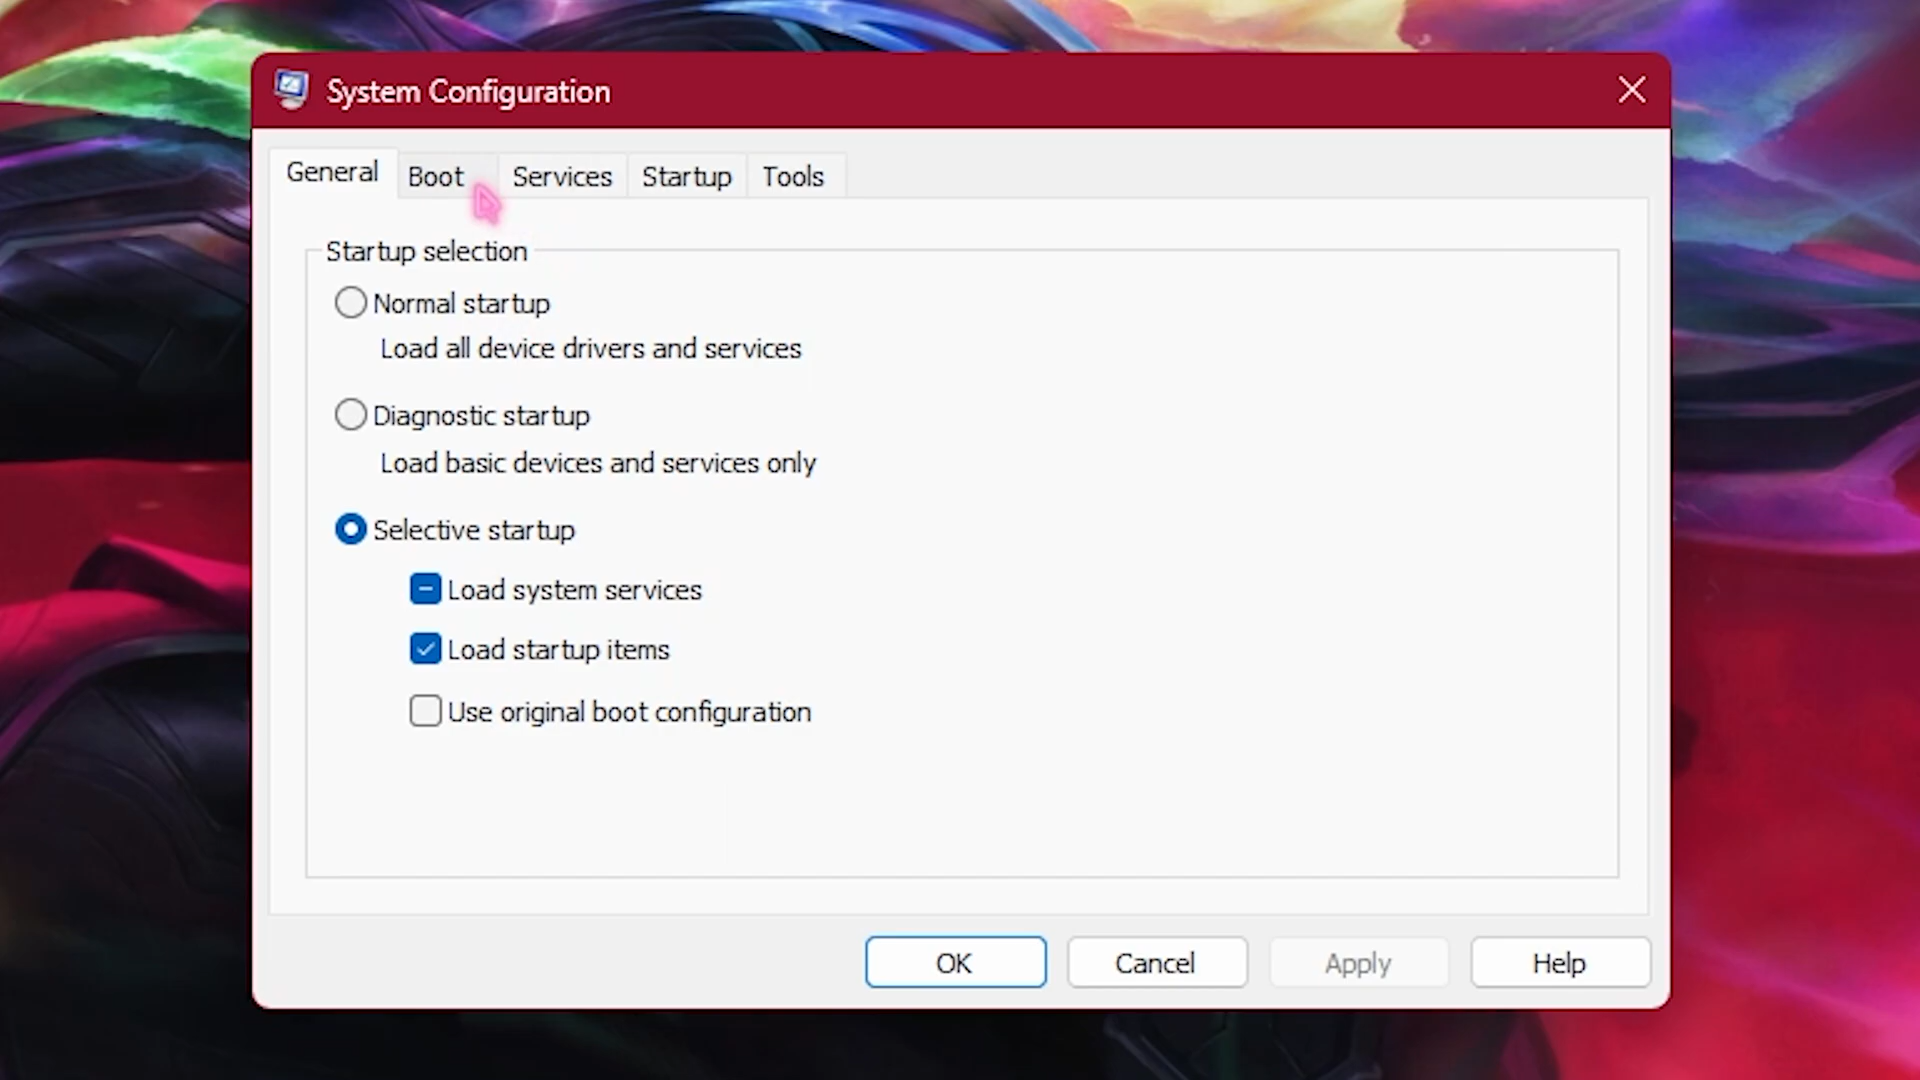 System Configuration
General Boot Services Startup Tools
Startup selection
Normal startup
Load all device drivers and services
Diagnostic startup
Load basic devices and services only
Selective startup
Load system services
Load startup items
Use original boot configuration
OK Cancel Apply Help